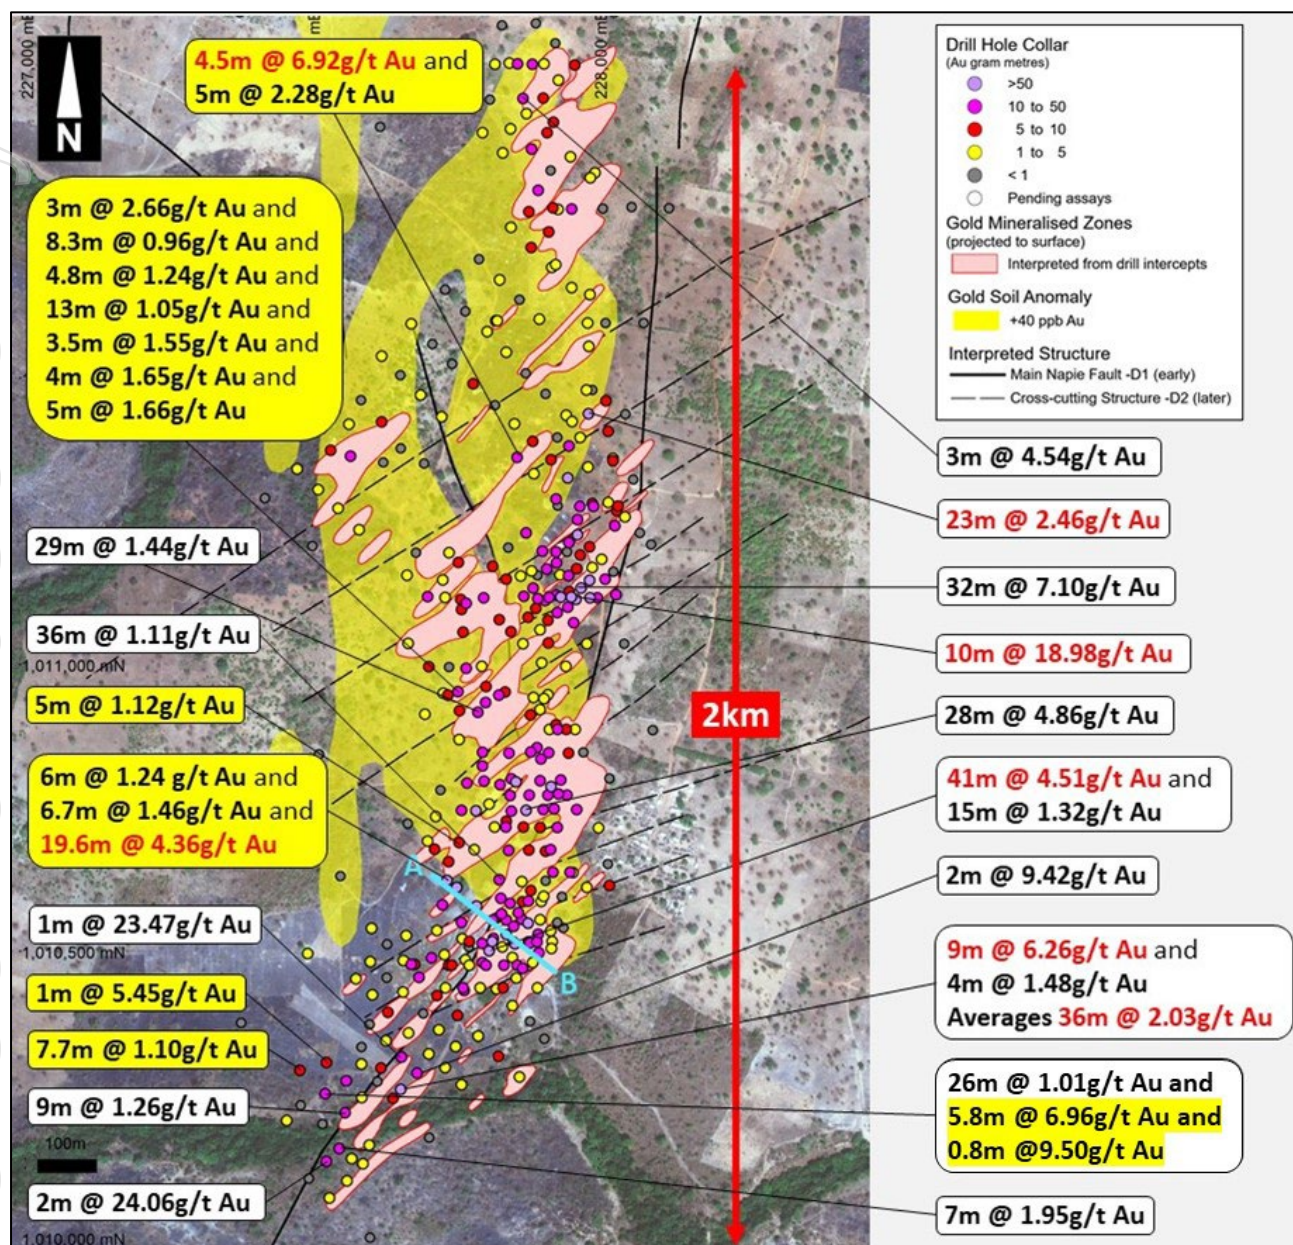 227,000 mE
mE
228,000 mE
N
4.5m @ 6.92g/t Au and
5m @ 2.28g/t Au
3m @ 2.66g/t Au and
8.3m @ 0.96g/t Au and
4.8m @ 1.24g/t Au and
13m @ 1.05g/t Au and
3.5m @ 1.55g/t Au and
4m @ 1.65g/t Au and
5m @ 1.66g/t Au
29m @ 1.44g/t Au
36m @ 1.11g/t Au
1,011,000 mN
5m @ 1.12g/t Au
6m @ 1.24 g/t Au and
6.7m @ 1.46g/t Au and
19.6m @ 4.36g/t Au
1m @ 23.47g/t Au
1,010,500 mN
1m @ 5.45g/t Au
7.7m @ 1.10g/t Au
9m @ 1.26g/t Au
100m
2m @ 24.06g/t Au
1,010,000 mN
A
B
2km
Drill Hole Collar
(Au gram metres)
>50
10 to 50
5 to 10
1 to 5
< 1
Pending assays
Gold Mineralised Zones
(projected to surface)
Interpreted from drill intercepts
Gold Soil Anomaly
+40 ppb Au
Interpreted Structure
Main Napie Fault -D1 (early)
Cross-cutting Structure -D2 (later)
3m @ 4.54g/t Au
23m @ 2.46g/t Au
32m @ 7.10g/t Au
10m @ 18.98g/t Au
28m @ 4.86g/t Au
41m @ 4.51g/t Au and
15m @ 1.32g/t Au
2m @ 9.42g/t Au
9m @ 6.26g/t Au and
4m @ 1.48g/t Au
Averages 36m @ 2.03g/t Au
26m @ 1.01g/t Au and
5.8m @ 6.96g/t Au and
0.8m @9.50g/t Au
7m @ 1.95g/t Au